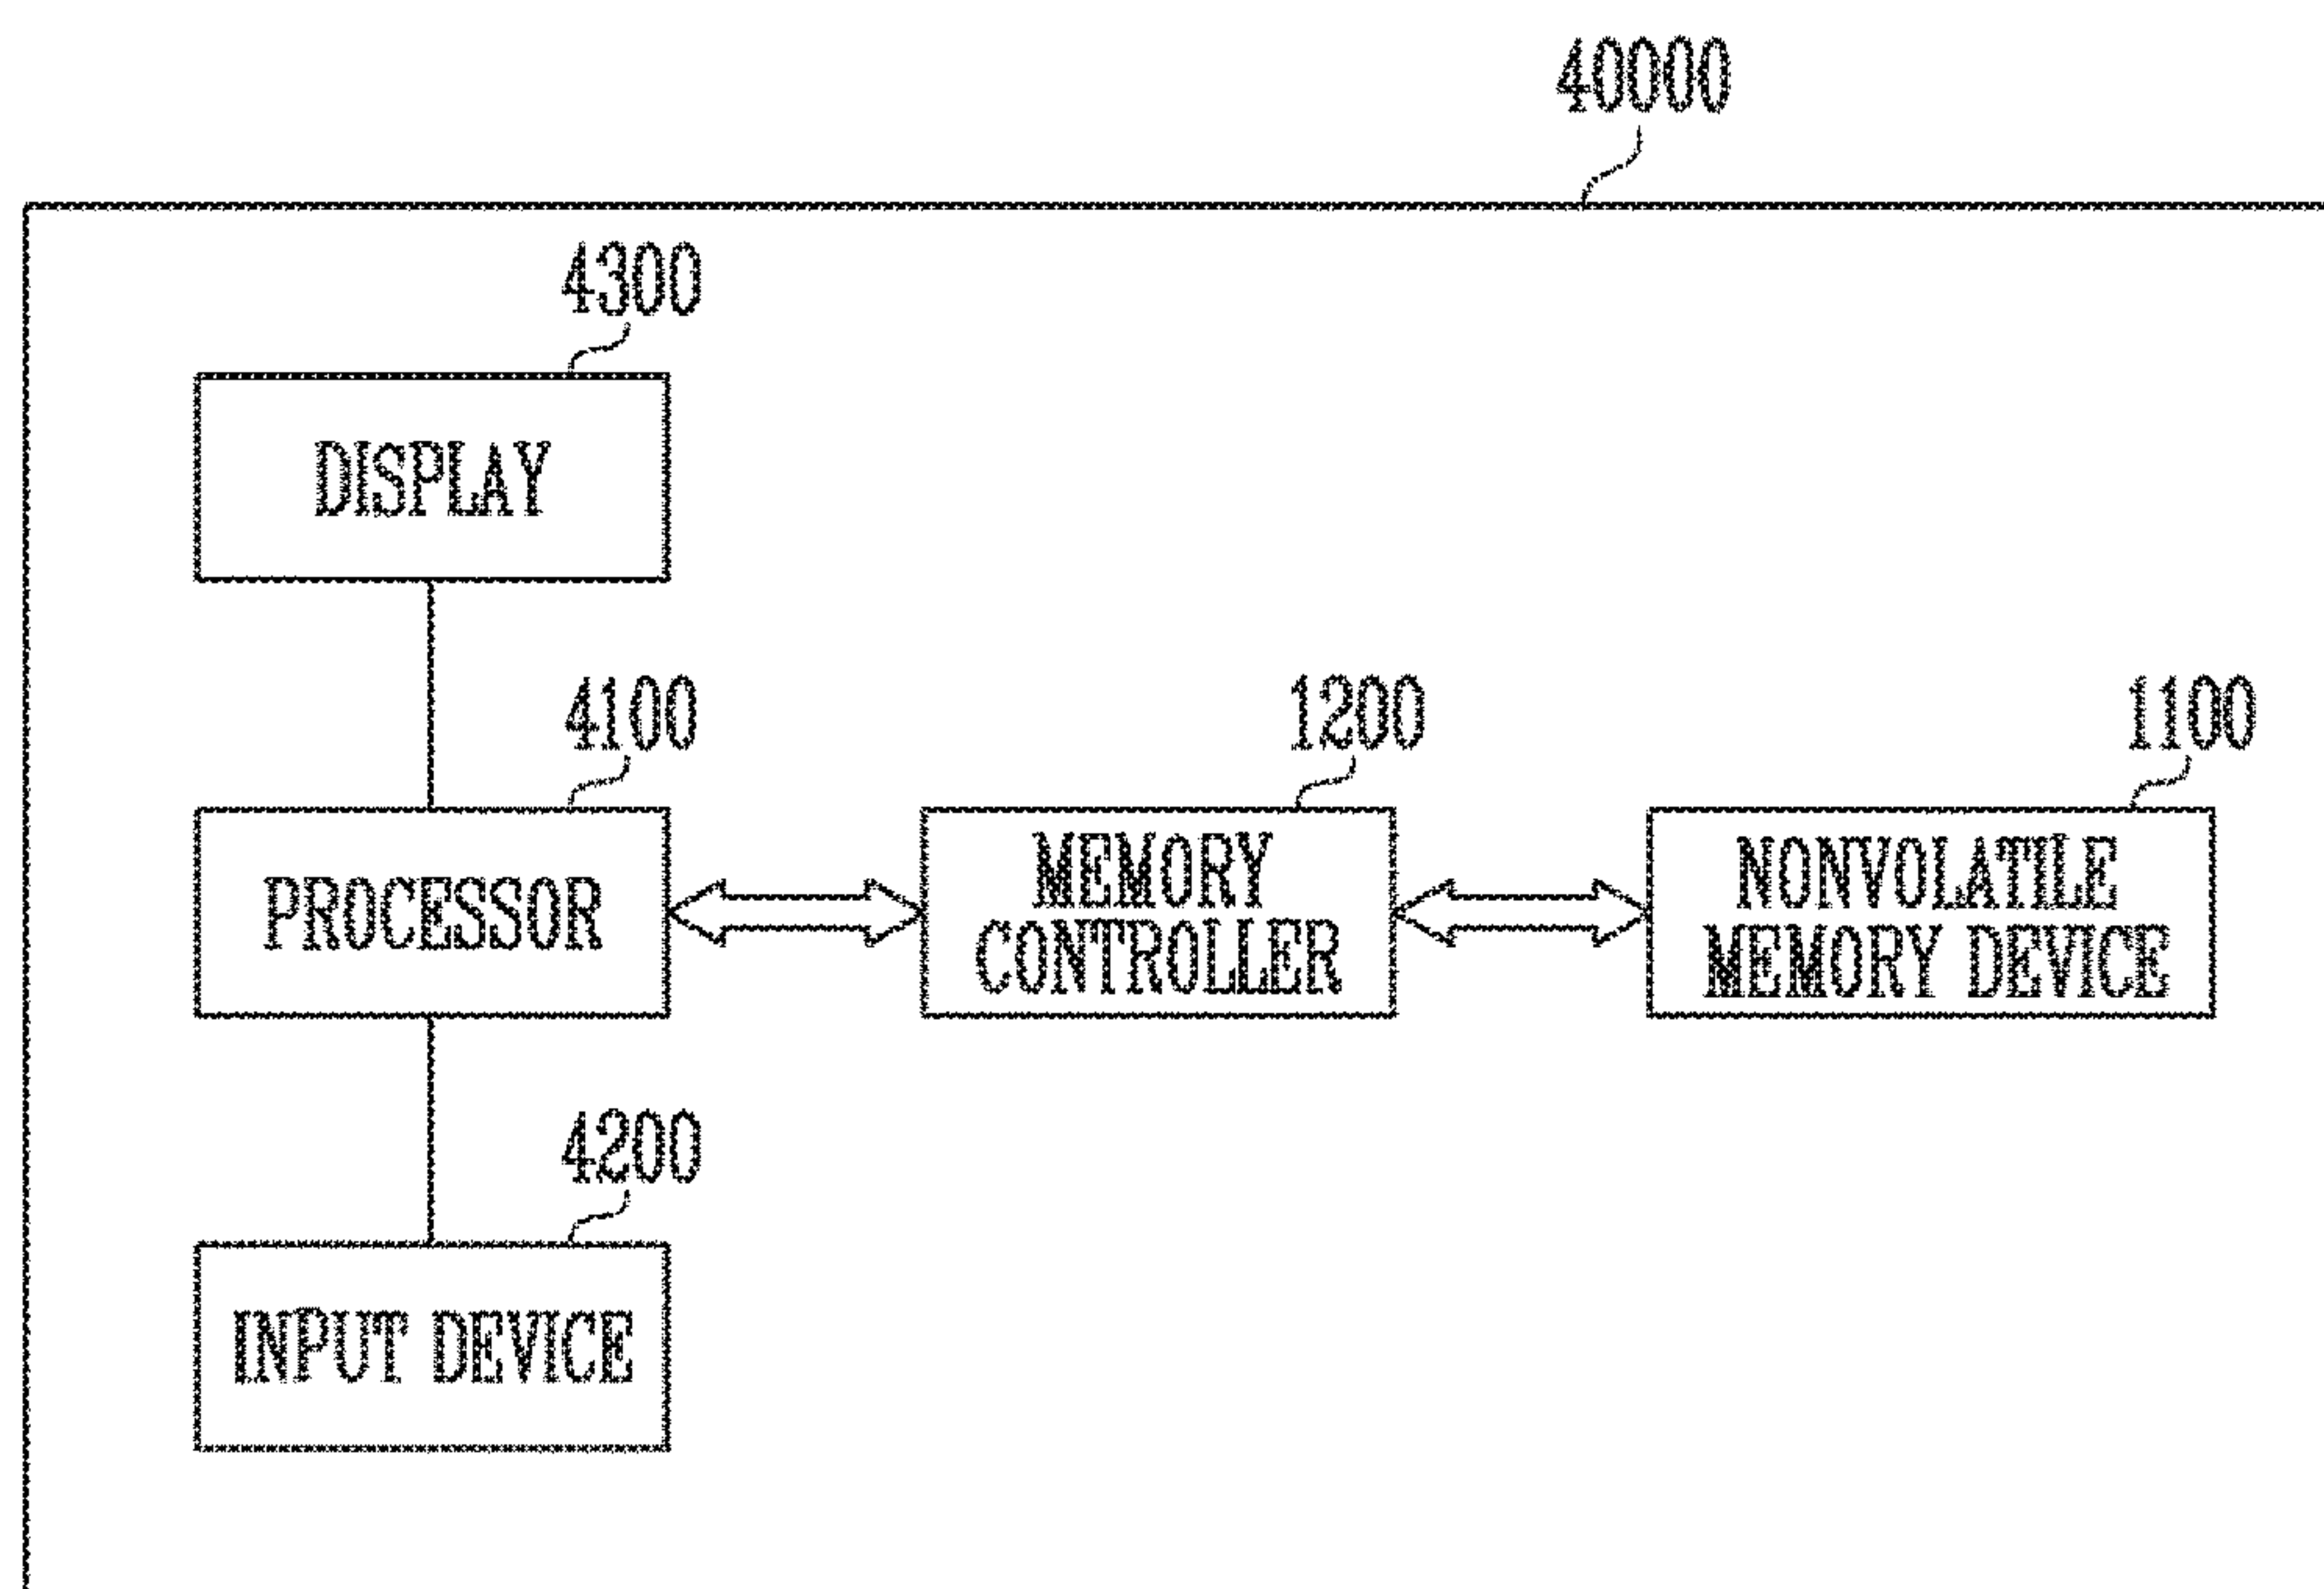 40000
4300
DISPLAY
4100
PROCESSOR
1200
MEMORY
CONTROLLER
1100
NONVOLATILE
MEMORY DEVICE
4200
INPUT DEVICE